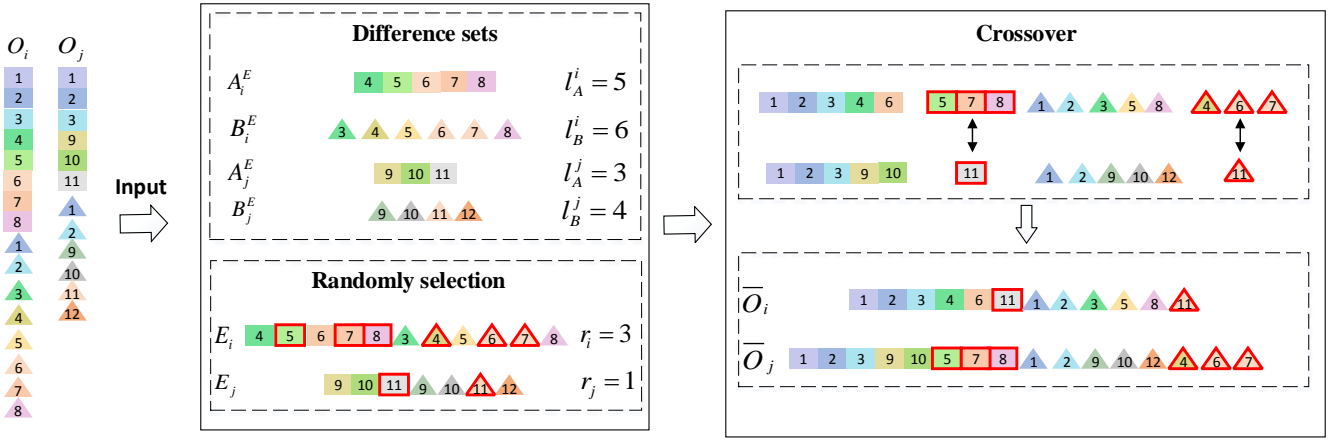 O_i O_j
1 1
2 2
3 3
4 9
5 10
6 11
7 1
8 2
1 9
2 10
3 11
4 12
5
6
7
8
Input
Difference sets
A_i^E 4 5 6 7 8 l_A^i = 5
B_i^E 3 4 5 6 7 8 l_B^i = 6
A_j^E 9 10 11 l_A^j = 3
B_j^E 9 10 11 12 l_B^j = 4
Randomly selection
E_i 4 5 6 7 8 3 4 5 6 7 8 r_i = 3
E_j 9 10 11 9 10 11 12 r_j = 1
Crossover
1 2 3 4 6 5 7 8 1 2 3 5 8 4 6 7
1 2 3 9 10 11 1 2 9 10 12 11
\overline{O}_i 1 2 3 4 6 11 1 2 3 5 8 11
\overline{O}_j 1 2 3 9 10 5 7 8 1 2 9 10 12 4 6 7